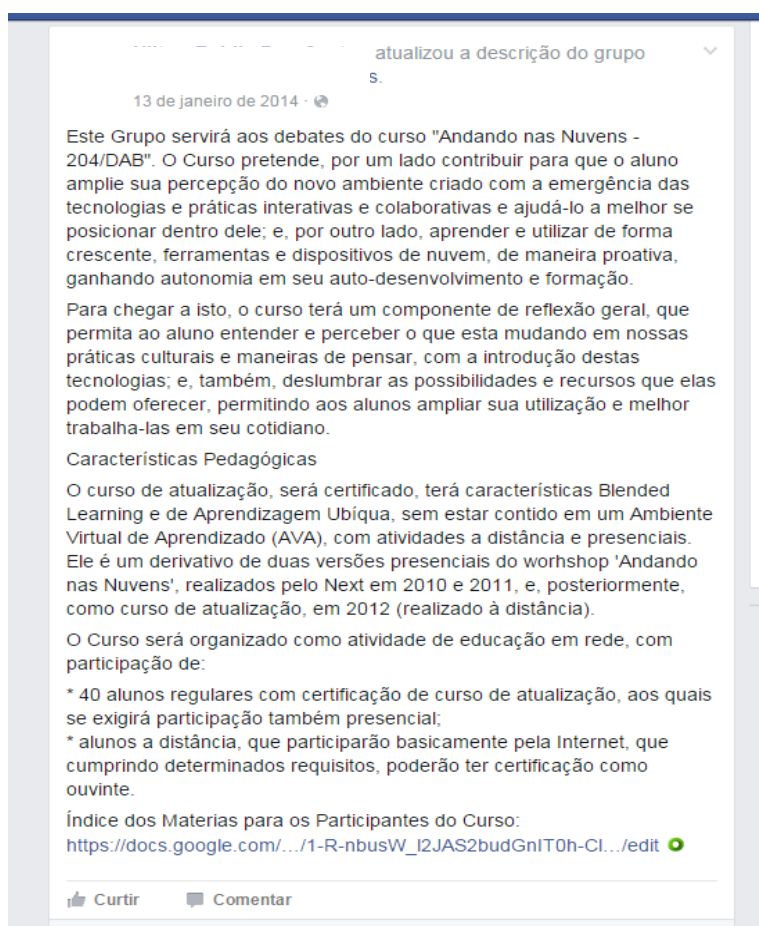 atualizou a descrição do grupo
s.
13 de janeiro de 2014 ·
Este Grupo servirá aos debates do curso "Andando nas Nuvens -
204/DAB". O Curso pretende, por um lado contribuir para que o aluno
amplie sua percepção do novo ambiente criado com a emergência das
tecnologias e práticas interativas e colaborativas e ajudá-lo a melhor se
posicionar dentro dele; e, por outro lado, aprender e utilizar de forma
crescente, ferramentas e dispositivos de nuvem, de maneira proativa,
ganhando autonomia em seu auto-desenvolvimento e formação.
Para chegar a isto, o curso terá um componente de reflexão geral, que
permita ao aluno entender e perceber o que esta mudando em nossas
práticas culturais e maneiras de pensar, com a introdução destas
tecnologias; e, também, deslumbrar as possibilidades e recursos que elas
podem oferecer, permitindo aos alunos ampliar sua utilização e melhor
trabalha-las em seu cotidiano.
Características Pedagógicas
O curso de atualização, será certificado, terá características Blended
Learning e de Aprendizagem Ubíqua, sem estar contido em um Ambiente
Virtual de Aprendizado (AVA), com atividades a distância e presenciais.
Ele é um derivativo de duas versões presenciais do worhshop 'Andando
nas Nuvens', realizados pelo Next em 2010 e 2011, e, posteriormente,
como curso de atualização, em 2012 (realizado à distância).
O Curso será organizado como atividade de educação em rede, com
participação de:
* 40 alunos regulares com certificação de curso de atualização, aos quais
se exigirá participação também presencial;
* alunos a distância, que participarão basicamente pela Internet, que
cumprindo determinados requisitos, poderão ter certificação como
ouvinte.
Índice dos Materias para os Participantes do Curso:
https://docs.google.com/.../1-R-nbusW_I2JAS2budGnIT0h-CI.../edit
Curtir Comentar